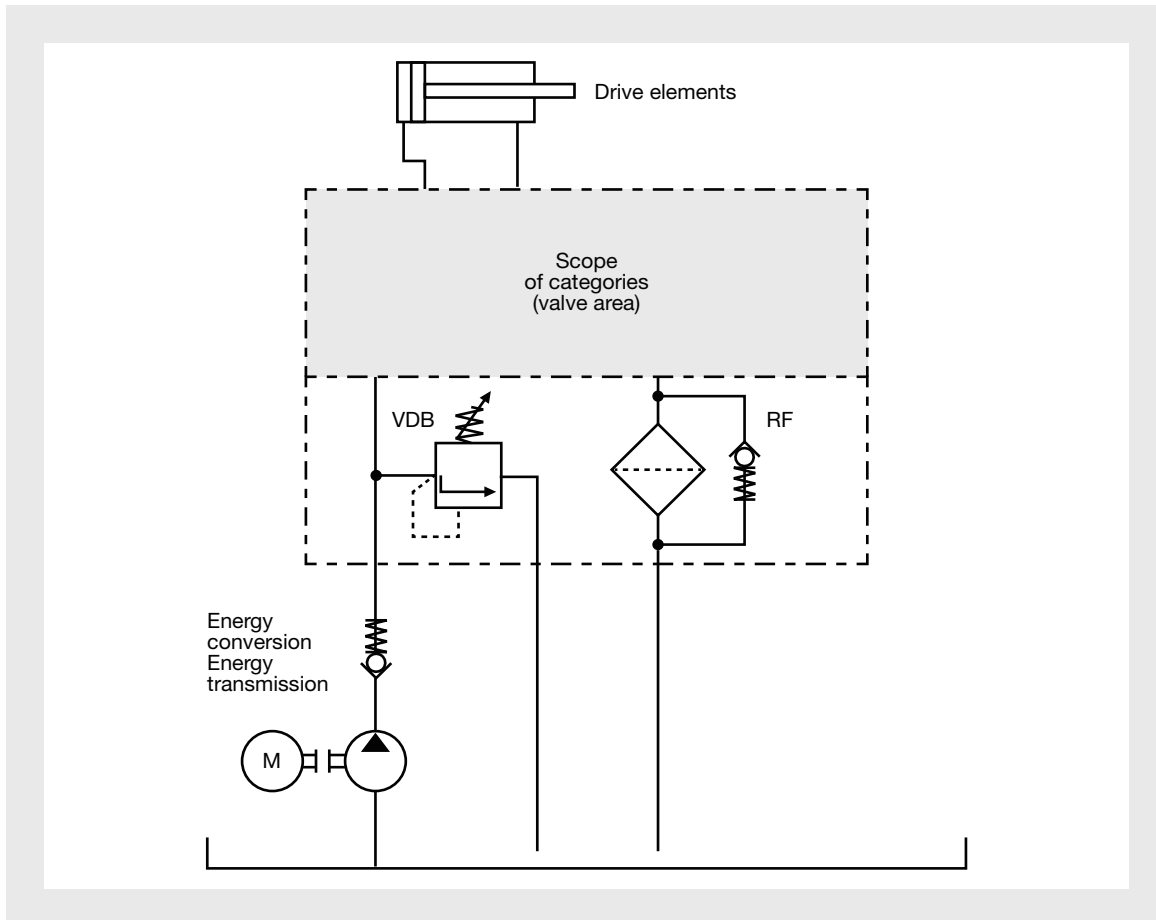 Drive elements
Scope
of categories
(valve area)
VDB
RF
Energy
conversion
Energy
transmission
M